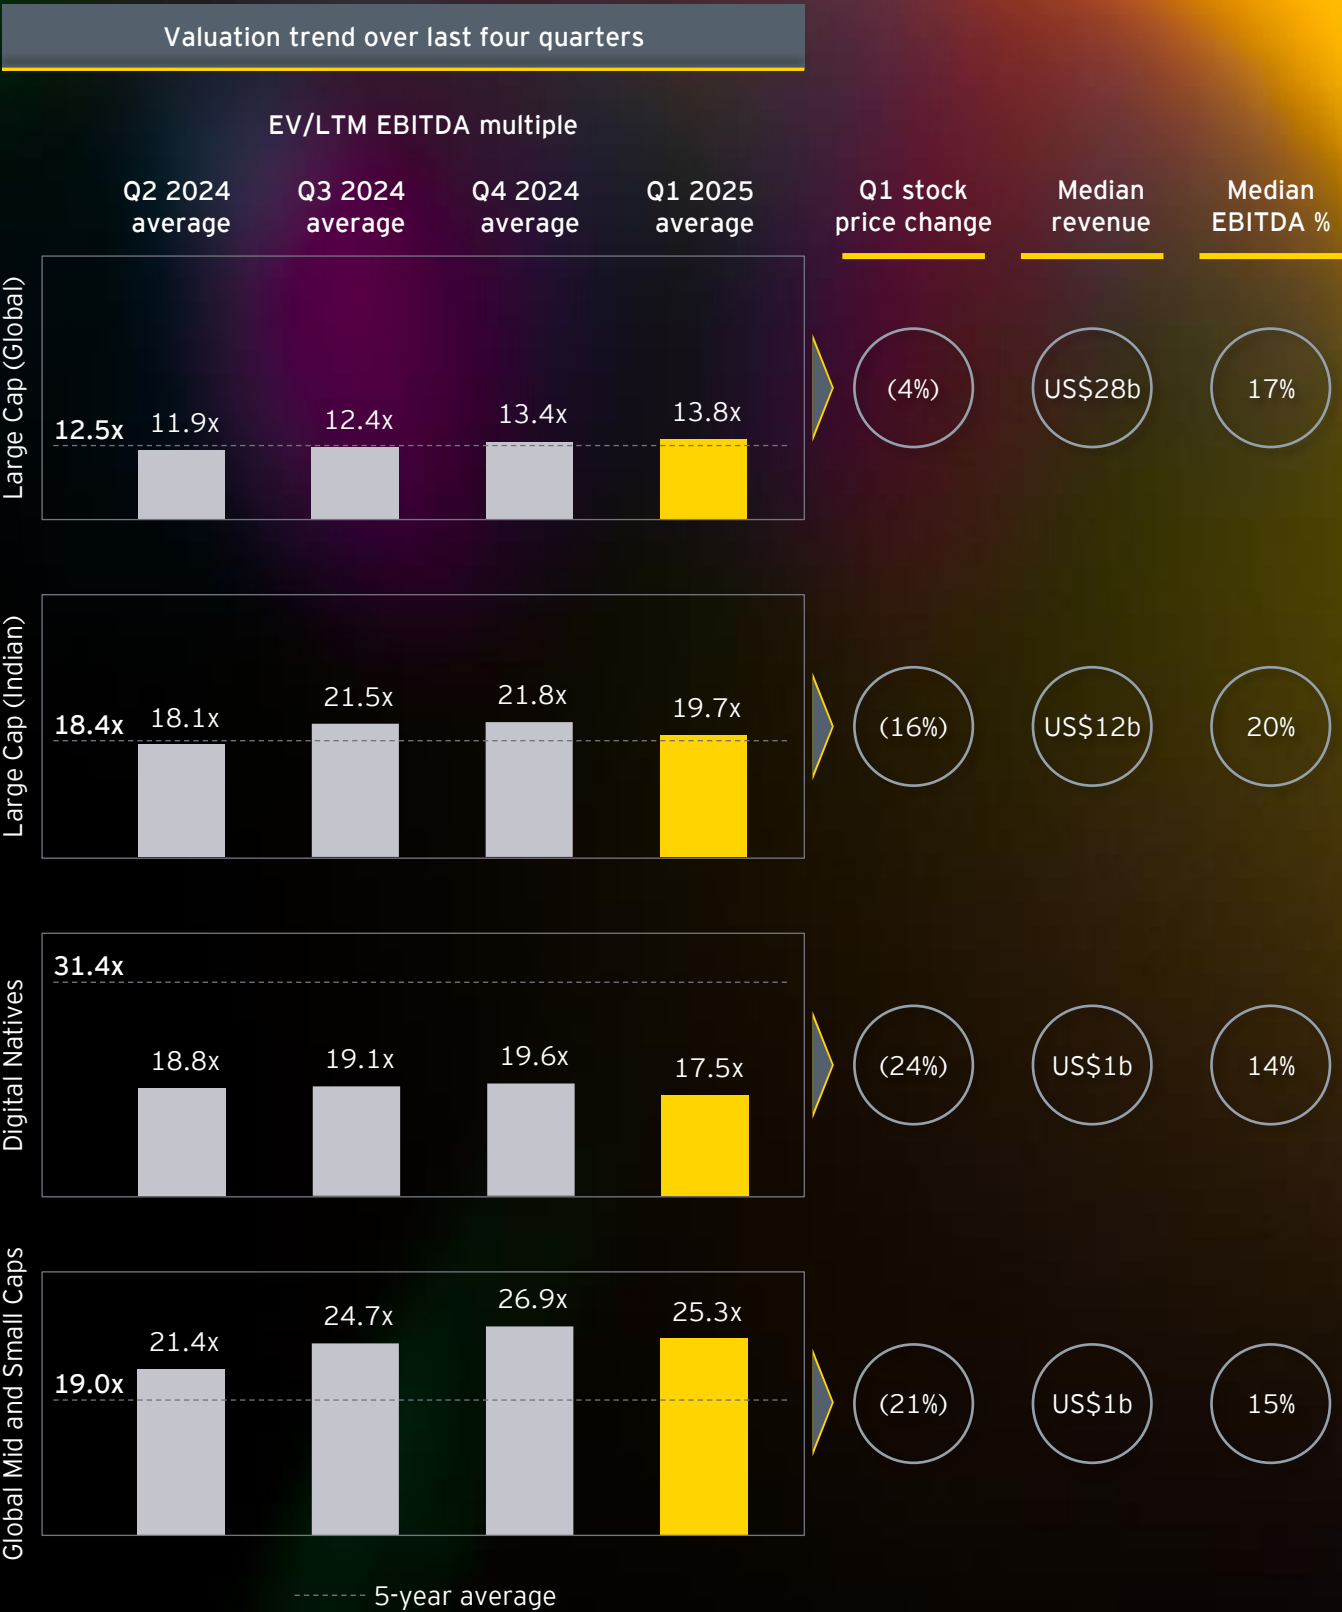 Valuation trend over last four quarters
EV/LTM EBITDA multiple
Q2 2024 average
Q3 2024 average
Q4 2024 average
Q1 2025 average
Q1 stock price change
Median revenue
Median EBITDA %
Large Cap (Global)
12.5x
11.9x
12.4x
13.4x
13.8x
(4%)
US$28b
17%
Large Cap (Indian)
18.4x
18.1x
21.5x
21.8x
19.7x
(16%)
US$12b
20%
Digital Natives
31.4x
18.8x
19.1x
19.6x
17.5x
(24%)
US$1b
14%
Global Mid and Small Caps
19.0x
21.4x
24.7x
26.9x
25.3x
(21%)
US$1b
15%
5-year average